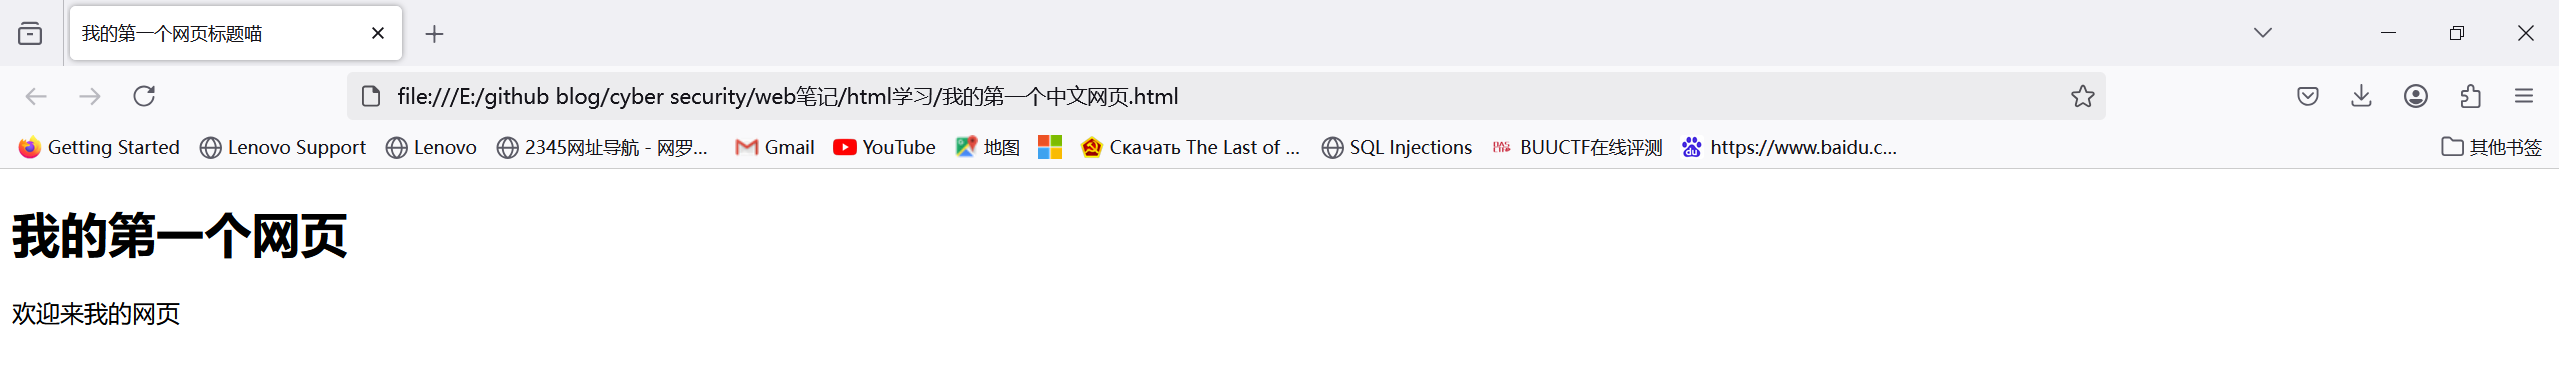 我的第一个网页标题喵
file:///E:/github blog/cyber security/web笔记/html学习/我的第一个中文网页.html
Getting Started Lenovo Support Lenovo 2345网址导航 - 网罗... Gmail YouTube 地图 Скачать The Last of ... SQL Injections BUUCTF在线评测 https://www.baidu.c... 其他书签
我的第一个网页
欢迎来我的网页